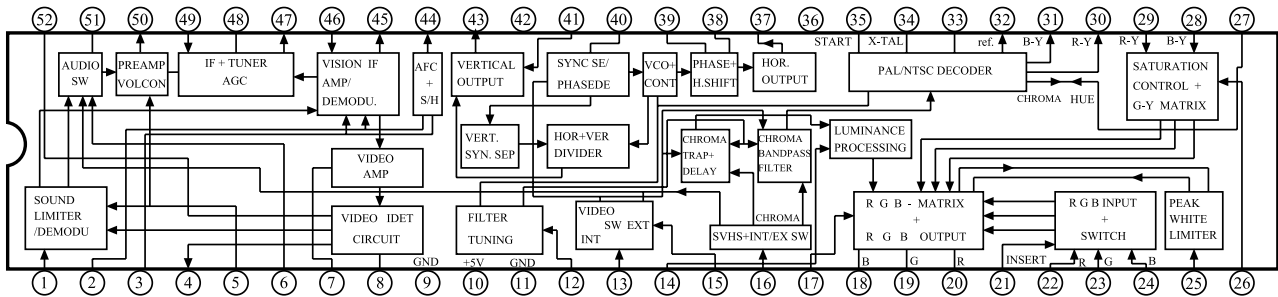 52 51 50 49 48 47 46 45 44 43 42 41 40 39 38 37 36 35 34 33 32 31 30 29 28 27
START X-TAL ref. B-Y R-Y R-Y B-Y
AUDIO
SW
PREAMP
VOLCON
IF + TUNER
AGC
VISION IF
AMP/
DEMODU.
AFC
+
S/H
VERTICAL
OUTPUT
SYNC SE/
PHASEDE
VCO+
CONT
PHASE+
H.SHIFT
HOR.
OUTPUT
PAL/NTSC DECODER
SATURATION
CONTROL +
G-Y MATRIX
CHROMA HUE
VERT.
SYN. SEP
HOR+VER
DIVIDER
CHROMA
TRAP+
DELAY
CHROMA
BANDPASS
FILTER
LUMINANCE
PROCESSING
VIDEO
AMP
SOUND
LIMITER
/DEMODU
VIDEO IDET
CIRCUIT
FILTER
TUNING
VIDEO
SW EXT
INT
CHROMA
SVHS+INT/EX SW
R G B - MATRIX
+
R G B OUTPUT
R G B INPUT
+
SWITCH
PEAK
WHITE
LIMITER
GND +5V GND B G R INSERT R G B
1 2 3 4 5 6 7 8 9 10 11 12 13 14 15 16 17 18 19 20 21 22 23 24 25 26